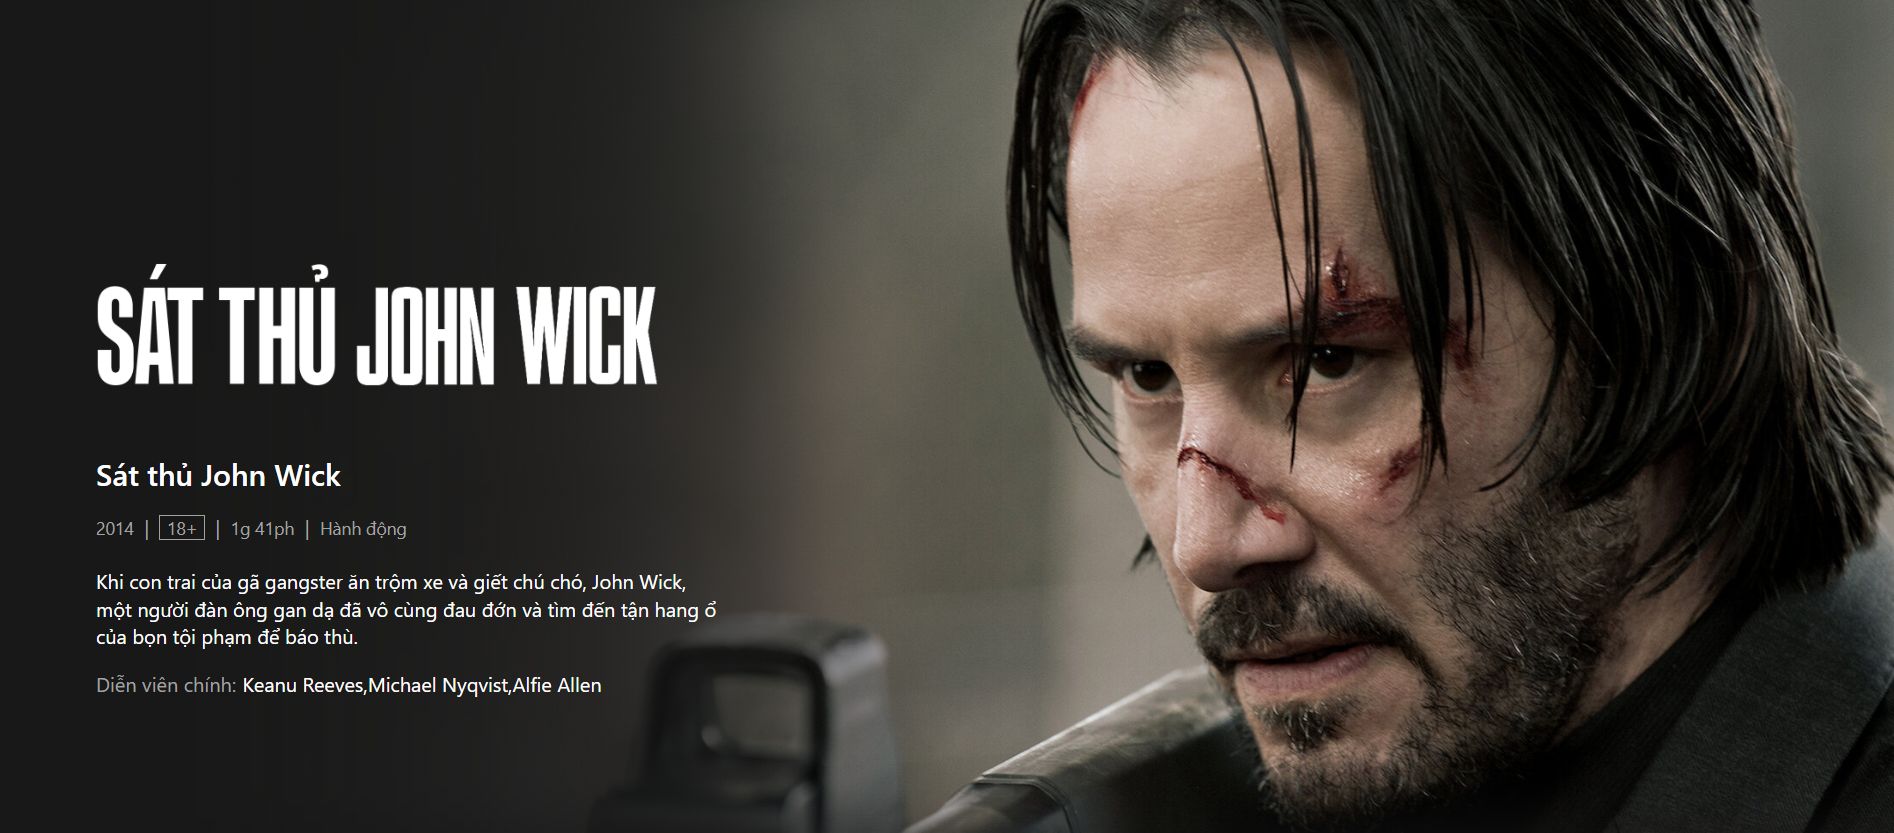 SÁT THỦ JOHN WICK
Sát thủ John Wick
2014 | 18+ | 1g 41ph | Hành động
Khi con trai của gã gangster ăn trộm xe và giết chú chó, John Wick,
một người đàn ông gan dạ đã vô cùng đau đớn và tìm đến tận hang ổ
của bọn tội phạm để báo thù.
Diễn viên chính: Keanu Reeves,Michael Nyqvist,Alfie Allen